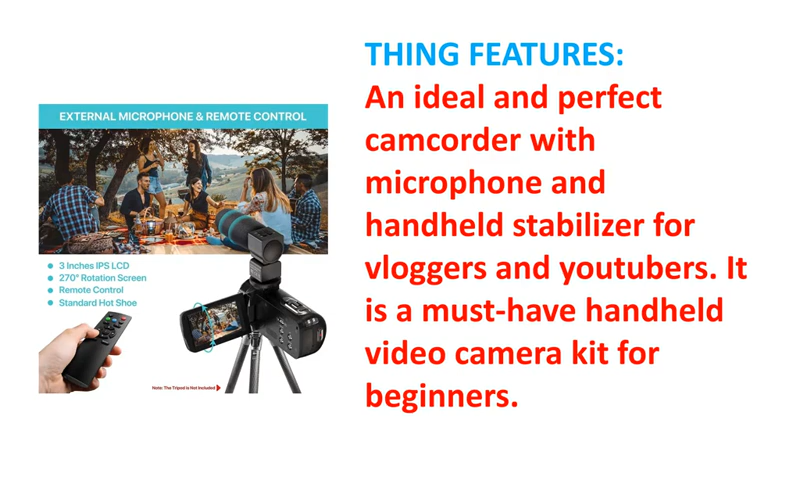 EXTERNAL MICROPHONE & REMOTE CONTROL
3 Inches IPS LCD
270° Rotation Screen
Remote Control
Standard Hot Shoe
Note: The Tripod Is Not Included
THING FEATURES:
An ideal and perfect
camcorder with
microphone and
handheld stabilizer for
vloggers and youtubers. It
is a must-have handheld
video camera kit for
beginners.